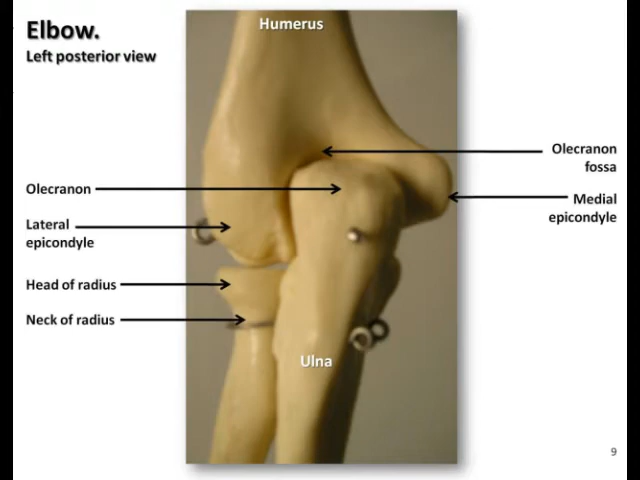 Elbow.
Left posterior view
Humerus
Olecranon
fossa
Olecranon
Medial
epicondyle
Lateral
epicondyle
Head of radius
Neck of radius
Ulna
9